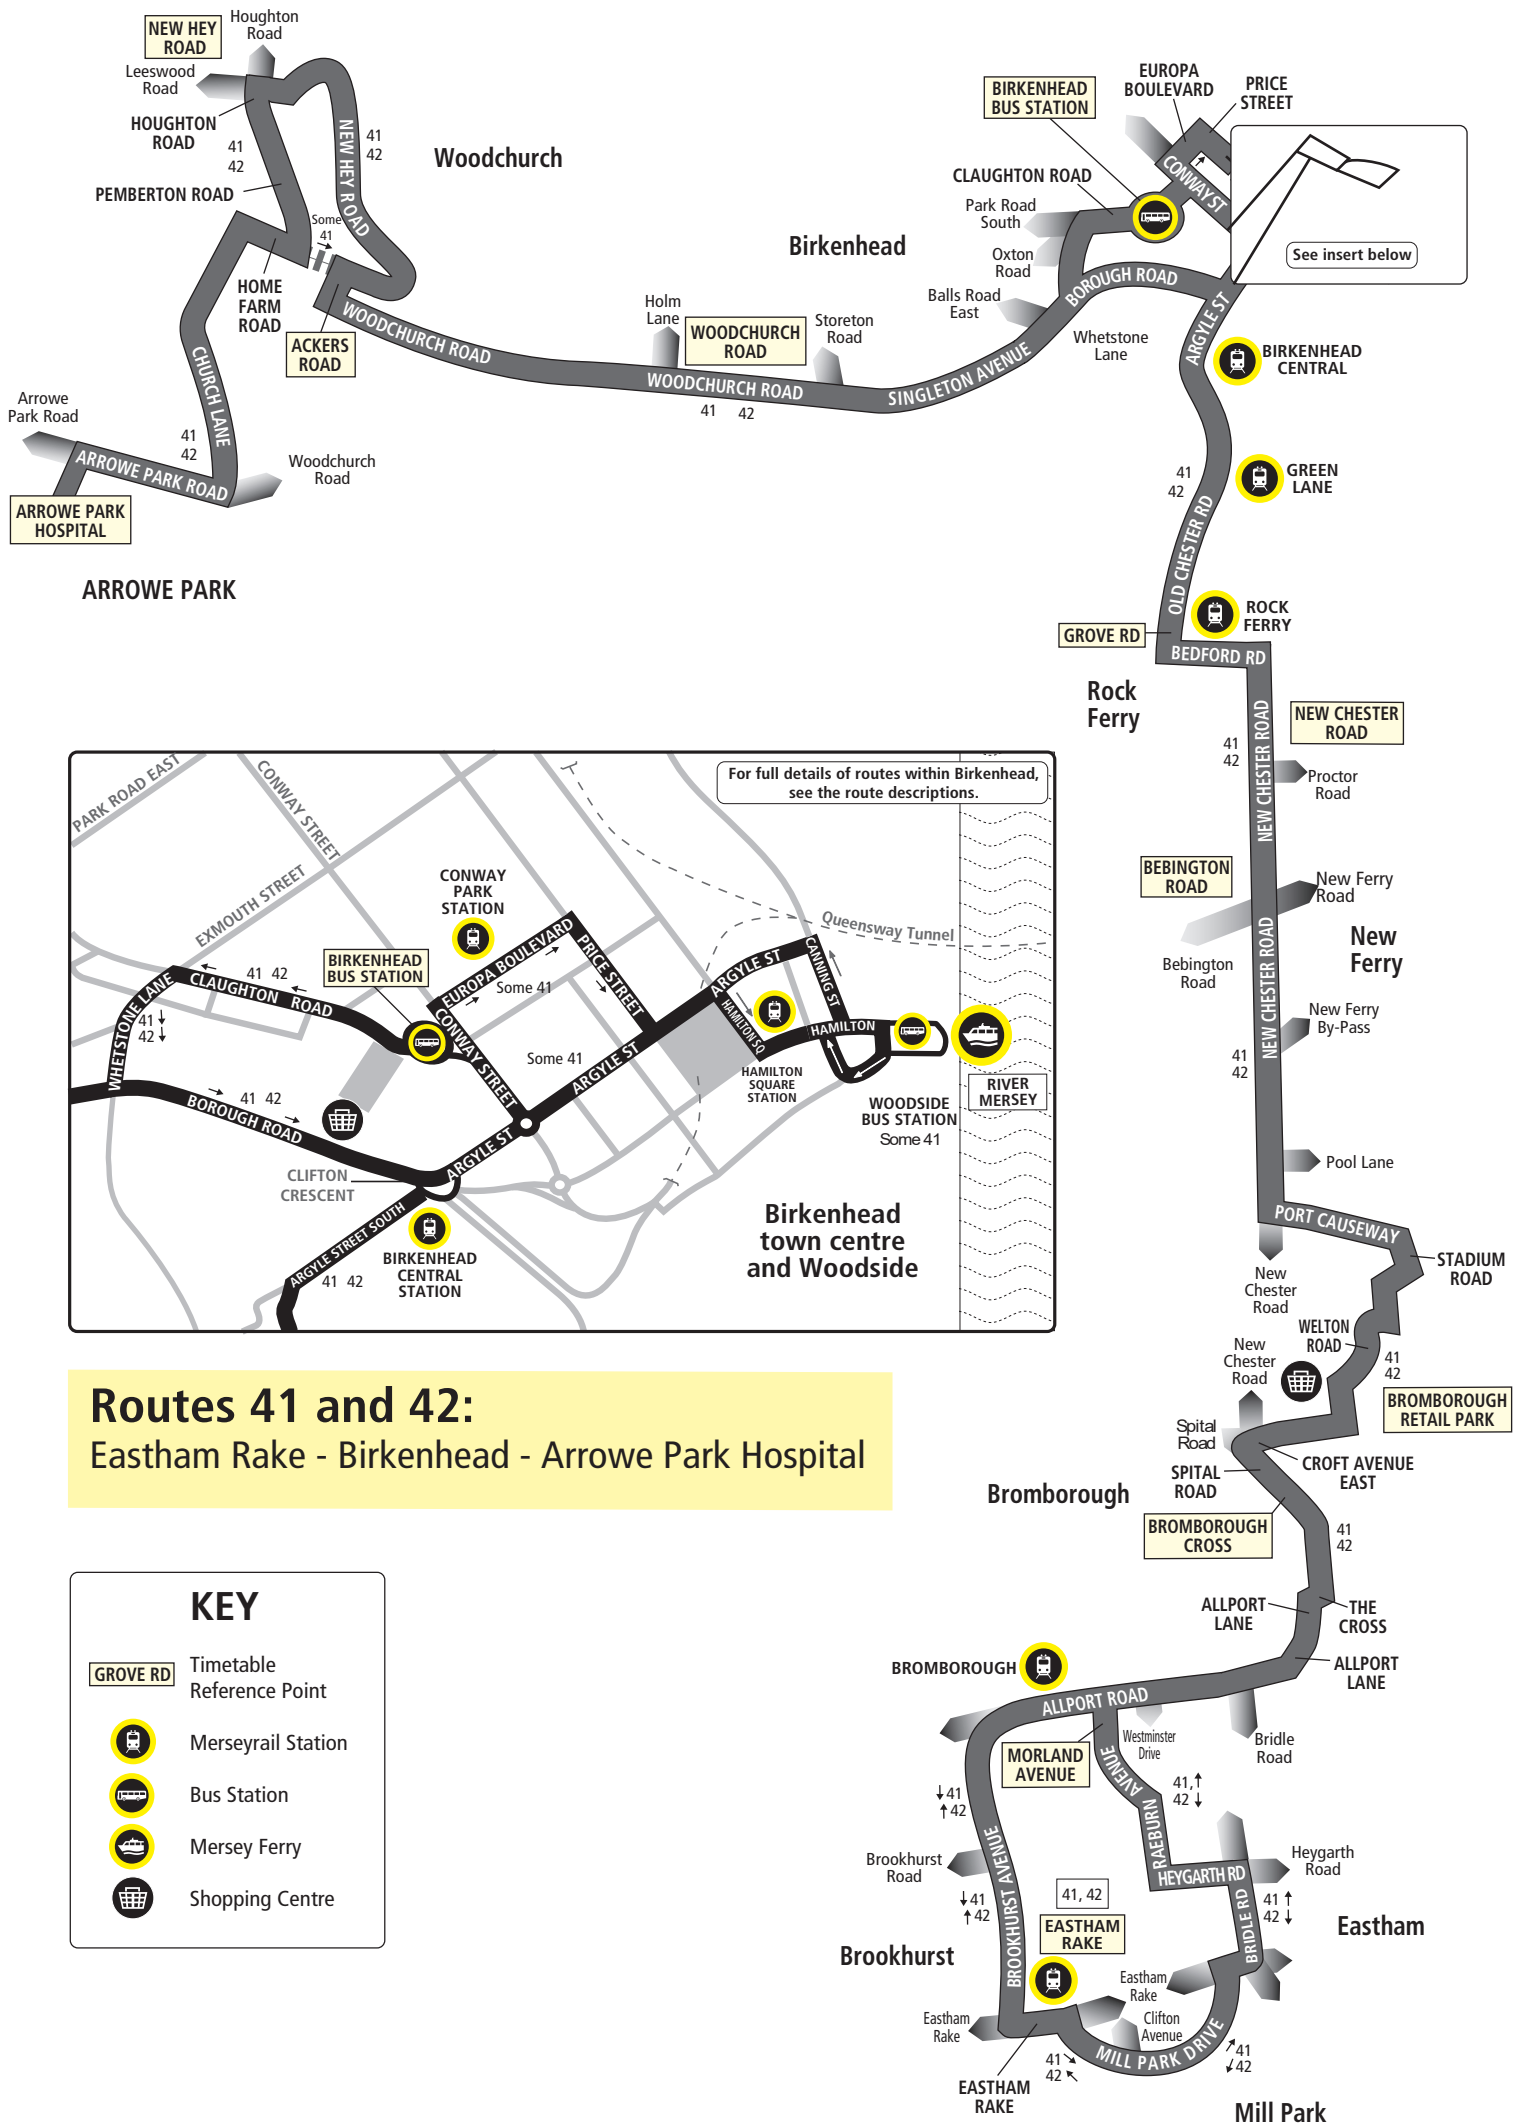 NEW HEY
ROAD
Houghton
Road
Leeswood
Road
HOUGHTON
ROAD
41
42
PEMBERTON ROAD
NEW HEY ROAD
41
42
Woodchurch
Some
41
HOME
FARM
ROAD
ACKERS
ROAD
CHURCH LANE
Arrowe
Park Road
41
42
ARROWE PARK ROAD
Woodchurch
Road
ARROWE PARK
HOSPITAL
ARROWE PARK
WOODCHURCH ROAD
Holm
Lane
WOODCHURCH
ROAD
Storeton
Road
WOODCHURCH ROAD
41 42
SINGLETON AVENUE
Birkenhead
Balls Road
East
Whetstone
Lane
BOROUGH ROAD
Oxton
Road
Park Road
South
CLAUGHTON ROAD
BIRKENHEAD
BUS STATION
EUROPA
BOULEVARD
PRICE
STREET
CONWAY ST
See insert below
ARGYLE ST
BIRKENHEAD
CENTRAL
GREEN
LANE
41
42
OLD CHESTER RD
ROCK
FERRY
GROVE RD
BEDFORD RD
Rock
Ferry
NEW CHESTER
ROAD
NEW CHESTER ROAD
41
42
Proctor
Road
BEBINGTON
ROAD
New Ferry
Road
New
Ferry
Bebington
Road
NEW CHESTER ROAD
New Ferry
By-Pass
41
42
Pool Lane
PORT CAUSEWAY
STADIUM
ROAD
New
Chester
Road
WELTON
ROAD
New
Chester
Road
41
42
BROMBOROUGH
RETAIL PARK
Spital
Road
CROFT AVENUE
EAST
SPITAL
ROAD
Bromborough
BROMBOROUGH
CROSS
41
42
ALLPORT
LANE
THE
CROSS
ALLPORT
LANE
BROMBOROUGH
ALLPORT ROAD
Westminster
Drive
Bridle
Road
MORLAND
AVENUE
RAEBURN AVENUE
41,
42
41
42
HEYGARTH RD
Heygarth
Road
Brookhurst
Road
BROOKHURST AVENUE
41
42
41, 42
EASTHAM
RAKE
BRIDLE RD
41
42
Eastham
Brookhurst
Eastham
Rake
Eastham
Rake
Clifton
Avenue
MILL PARK DRIVE
41
42
41
42
EASTHAM
RAKE
Mill Park
For full details of routes within Birkenhead,
see the route descriptions.
PARK ROAD EAST
CONWAY STREET
EXMOUTH STREET
CONWAY
PARK
STATION
BIRKENHEAD
BUS STATION
41 42
CLAUGHTON ROAD
WHETSTONE LANE
41
42
EUROPA BOULEVARD
Some 41
PRICE STREET
CONWAY STREET
Some 41
ARGYLE ST
ARGYLE ST
CANNING ST
Queensway Tunnel
HAMILTON SQ
HAMILTON
HAMILTON
SQUARE
STATION
WOODSIDE
BUS STATION
Some 41
RIVER
MERSEY
41 42
BOROUGH ROAD
ARGYLE ST
CLIFTON
CRESCENT
ARGYLE STREET SOUTH
41 42
BIRKENHEAD
CENTRAL
STATION
Birkenhead
town centre
and Woodside
Routes 41 and 42:
Eastham Rake - Birkenhead - Arrowe Park Hospital
KEY
GROVE RD
Timetable
Reference Point
Merseyrail Station
Bus Station
Mersey Ferry
Shopping Centre